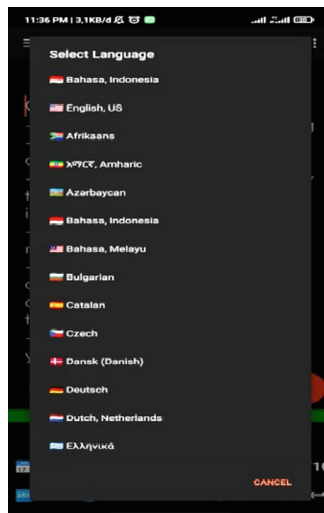 11:36 PM | 3,1KB/d
Select Language
Bahasa, Indonesia
English, US
Afrikaans
አማርኛ, Amharic
Azərbaycan
Bahasa, Indonesia
Bahasa, Melayu
Bulgarian
Catalan
Czech
Dansk (Danish)
Deutsch
Dutch, Netherlands
Ελληνικά
CANCEL